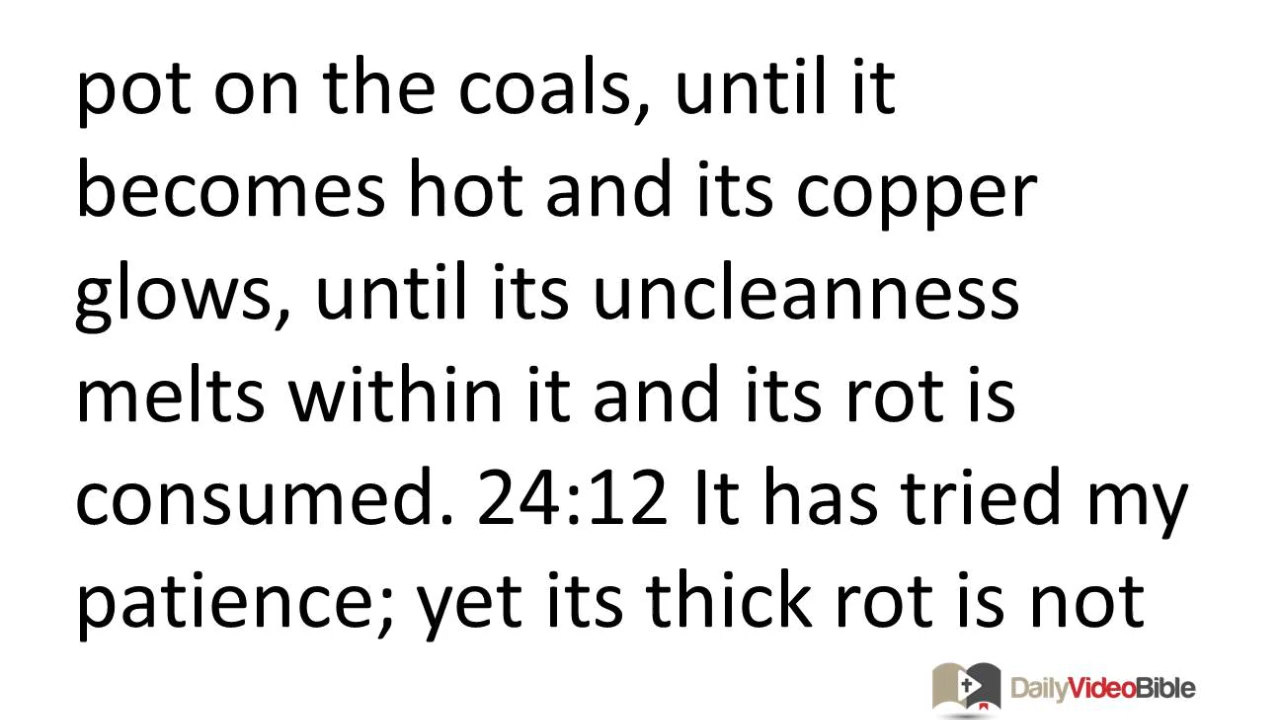 pot on the coals, until it
becomes hot and its copper
glows, until its uncleanness
melts within it and its rot is
consumed. 24:12 It has tried my
patience; yet its thick rot is not
DailyVideoBible